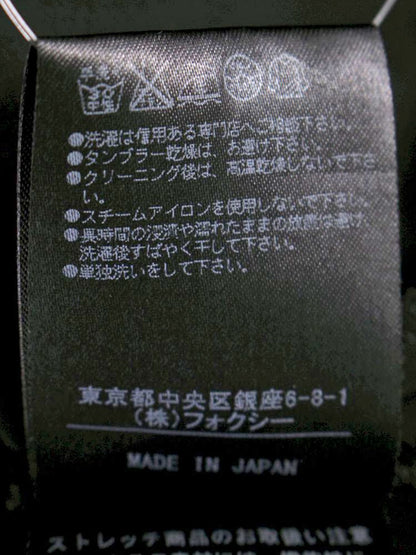 手洗イ 中性
●洗濯は信用ある専門店へご相談下さい。
●タンブラー乾燥は、お避け下さい。
●クリーニング後は、高温乾燥しないで下さ
い。
●スチームアイロンを使用しないで下さい。
●長時間の浸漬や濡れたままの放置は避け
洗濯後すばやく干して下さい。
●単独洗いをして下さい。
東京都中央区銀座6-8-1
(株)フォクシー
MADE IN JAPAN
ストレッチ商品のお取扱い注意